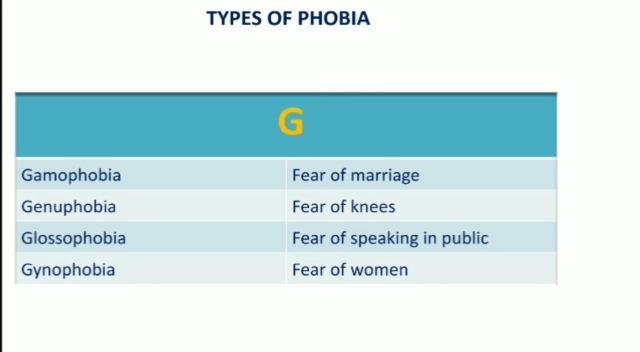 TYPES OF PHOBIA
G
Gamophobia Fear of marriage
Genuphobia Fear of knees
Glossophobia Fear of speaking in public
Gynophobia Fear of women